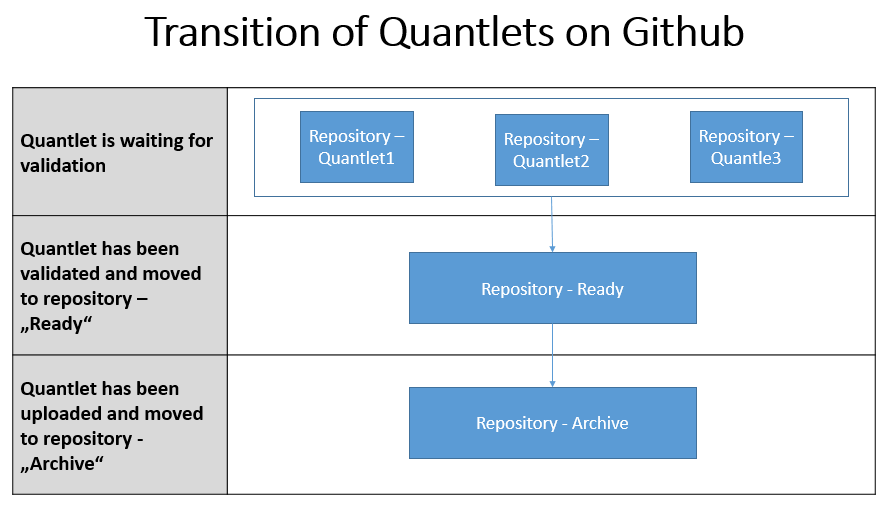 Transition of Quantlets on Github
Quantlet is waiting for
validation
Repository –
Quantlet1
Repository –
Quantlet2
Repository –
Quantle3
Quantlet has been
validated and moved
to repository –
„Ready“
Repository - Ready
Quantlet has been
uploaded and moved
to repository -
„Archive“
Repository - Archive